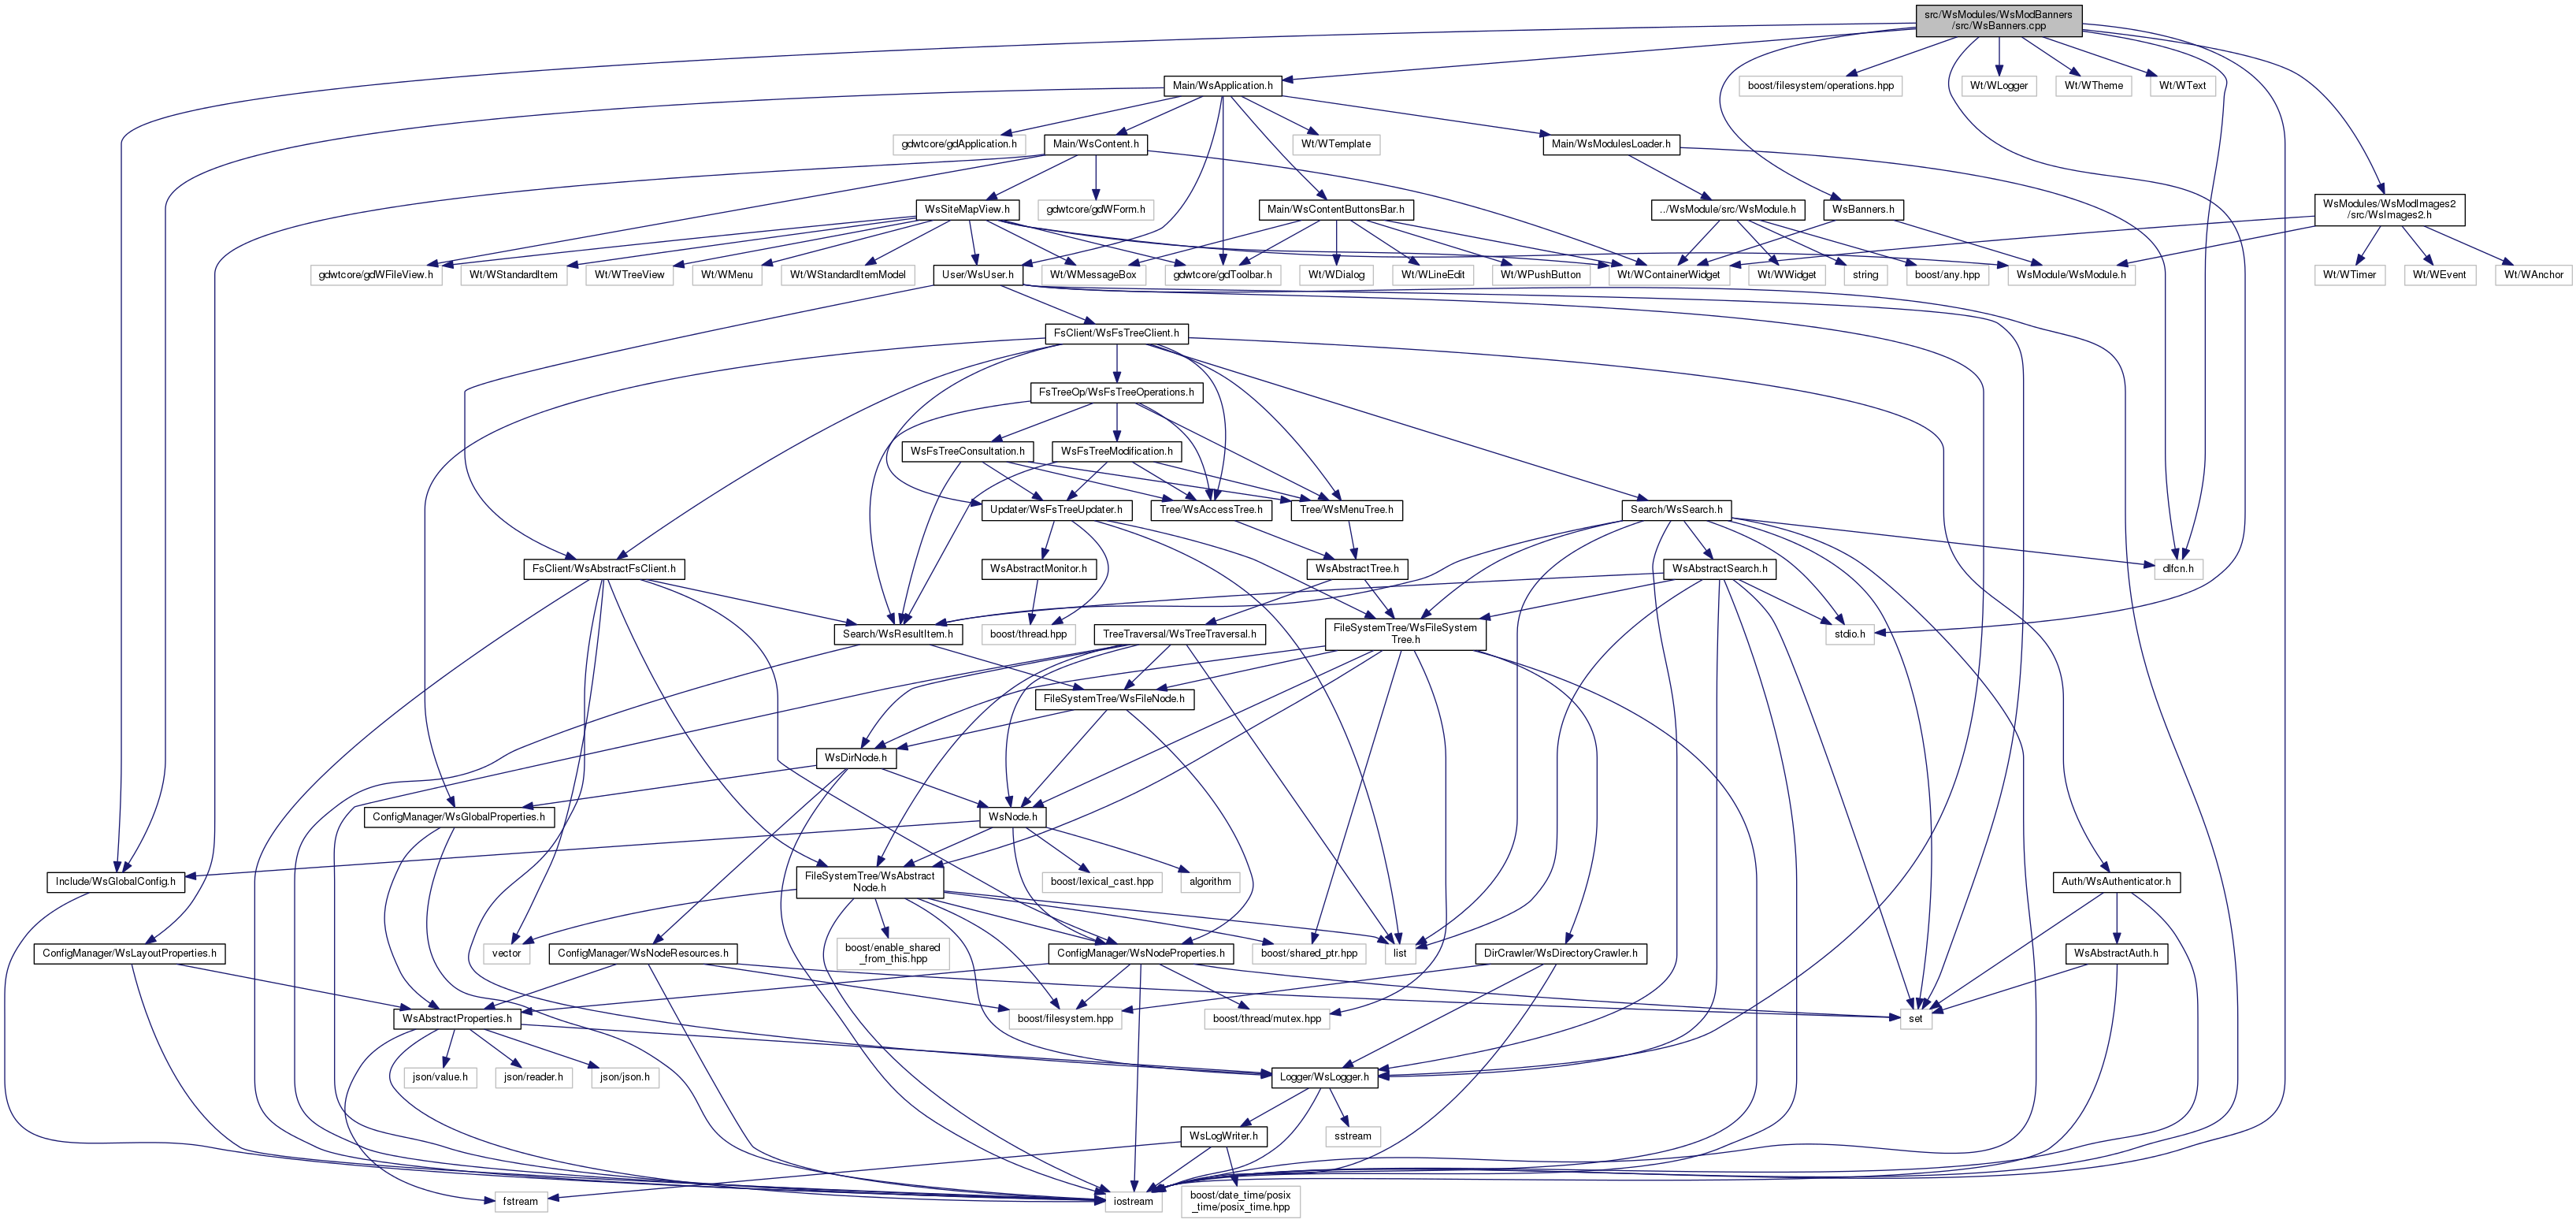 src/WsModules/WsModBanners
/src/WsBanners.cpp
Main/WsApplication.h
boost/filesystem/operations.hpp
Wt/WLogger
Wt/WTheme
Wt/WText
gdwtcore/gdApplication.h
Main/WsContent.h
Wt/WTemplate
Main/WsModulesLoader.h
WsSiteMapView.h
gdwtcore/gdWForm.h
Main/WsContentButtonsBar.h
../WsModule/src/WsModule.h
WsBanners.h
WsModules/WsModImages2
/src/WsImages2.h
gdwtcore/gdWFileView.h
Wt/WStandardItem
Wt/WTreeView
Wt/WMenu
Wt/WStandardItemModel
User/WsUser.h
Wt/WMessageBox
gdwtcore/gdToolbar.h
Wt/WDialog
Wt/WLineEdit
Wt/WPushButton
Wt/WContainerWidget
Wt/WWidget
string
boost/any.hpp
WsModule/WsModule.h
Wt/WTimer
Wt/WEvent
Wt/WAnchor
FsClient/WsFsTreeClient.h
FsTreeOp/WsFsTreeOperations.h
WsFsTreeConsultation.h
WsFsTreeModification.h
Updater/WsFsTreeUpdater.h
Tree/WsAccessTree.h
Tree/WsMenuTree.h
Search/WsSearch.h
FsClient/WsAbstractFsClient.h
WsAbstractMonitor.h
WsAbstractTree.h
WsAbstractSearch.h
dlfcn.h
Search/WsResultItem.h
boost/thread.hpp
TreeTraversal/WsTreeTraversal.h
FileSystemTree/WsFileSystem
Tree.h
stdio.h
FileSystemTree/WsFileNode.h
WsDirNode.h
ConfigManager/WsGlobalProperties.h
WsNode.h
Include/WsGlobalConfig.h
FileSystemTree/WsAbstract
Node.h
boost/lexical_cast.hpp
algorithm
Auth/WsAuthenticator.h
ConfigManager/WsLayoutProperties.h
vector
ConfigManager/WsNodeResources.h
boost/enable_shared
_from_this.hpp
ConfigManager/WsNodeProperties.h
boost/shared_ptr.hpp
list
DirCrawler/WsDirectoryCrawler.h
WsAbstractAuth.h
WsAbstractProperties.h
boost/filesystem.hpp
boost/thread/mutex.hpp
set
json/value.h
json/reader.h
json/json.h
Logger/WsLogger.h
WsLogWriter.h
sstream
fstream
iostream
boost/date_time/posix
_time/posix_time.hpp